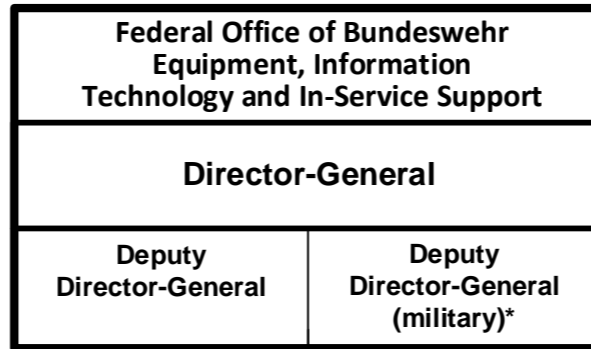 Federal Office of Bundeswehr
Equipment, Information
Technology and In-Service Support
Director-General
Deputy
Director-General
Deputy
Director-General
(military)*